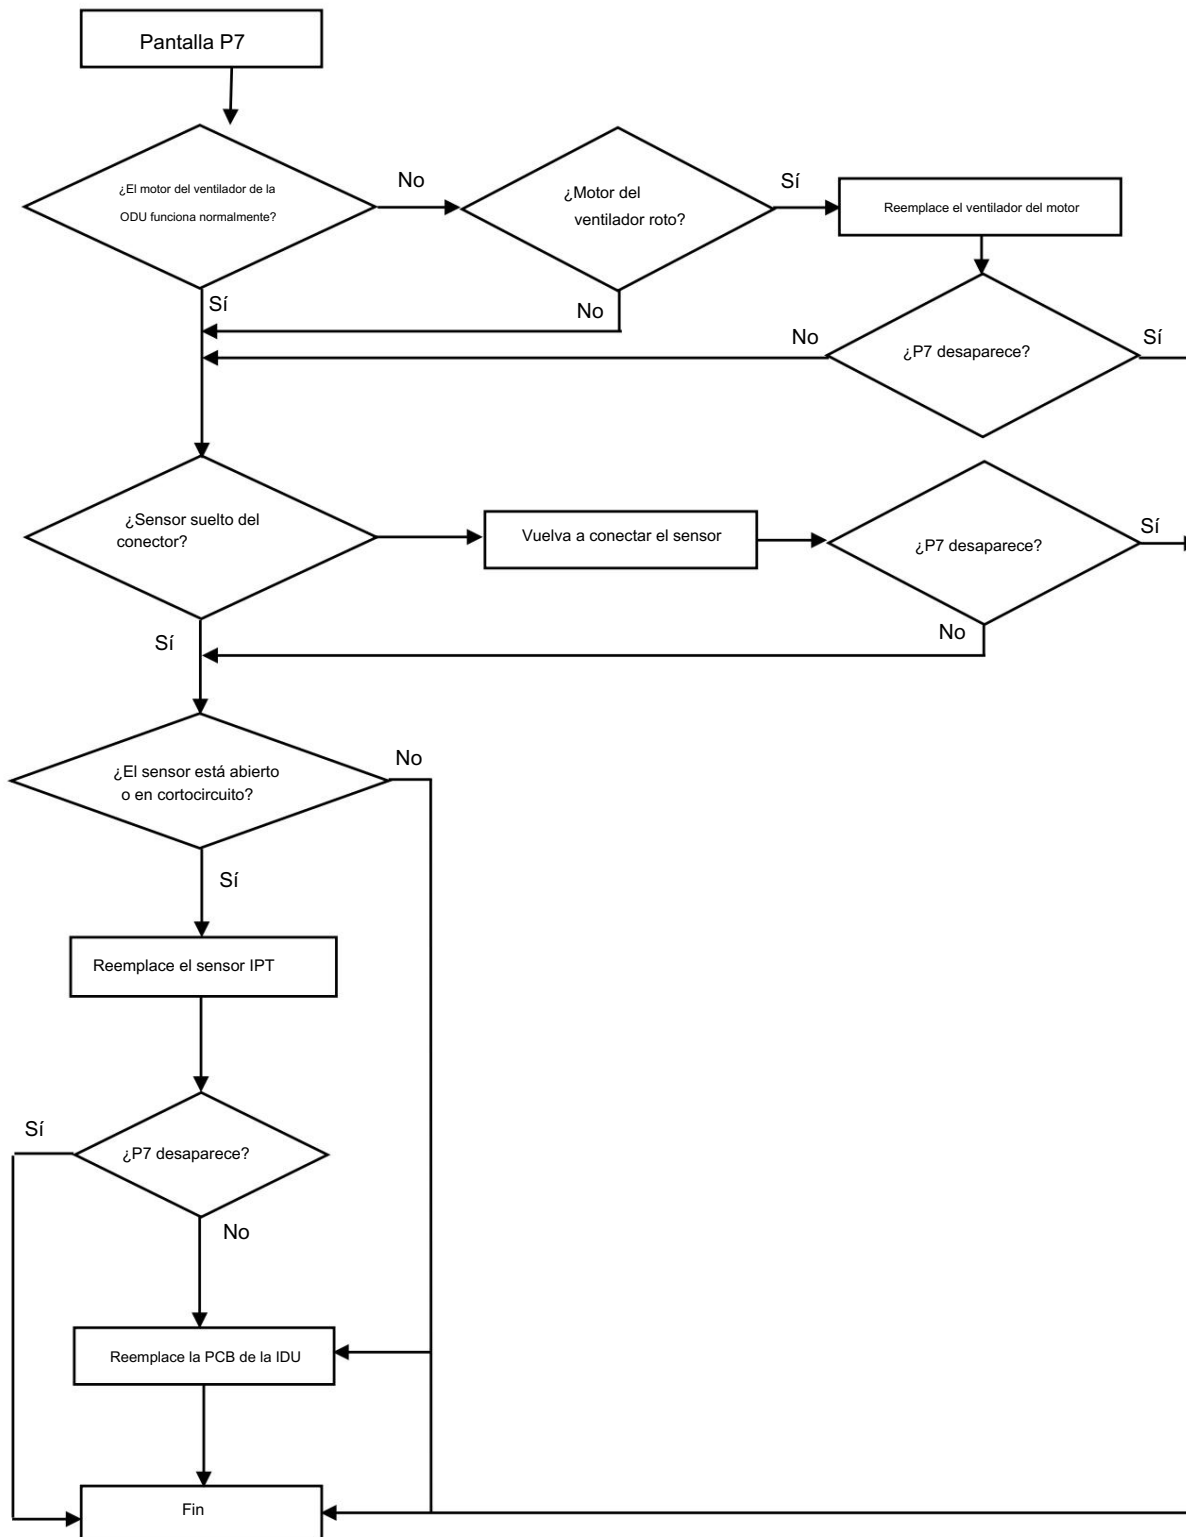 Pantalla P7
¿El motor del ventilador de la
ODU funciona normalmente?
No
¿Motor del
ventilador roto?
Sí
Reemplace el ventilador del motor
Sí
No
No
¿P7 desaparece?
Sí
¿Sensor suelto del
conector?
Vuelva a conectar el sensor
¿P7 desaparece?
Sí
Sí
No
¿El sensor está abierto
o en cortocircuito?
No
Sí
Reemplace el sensor IPT
Sí
¿P7 desaparece?
No
Reemplace la PCB de la IDU
Fin